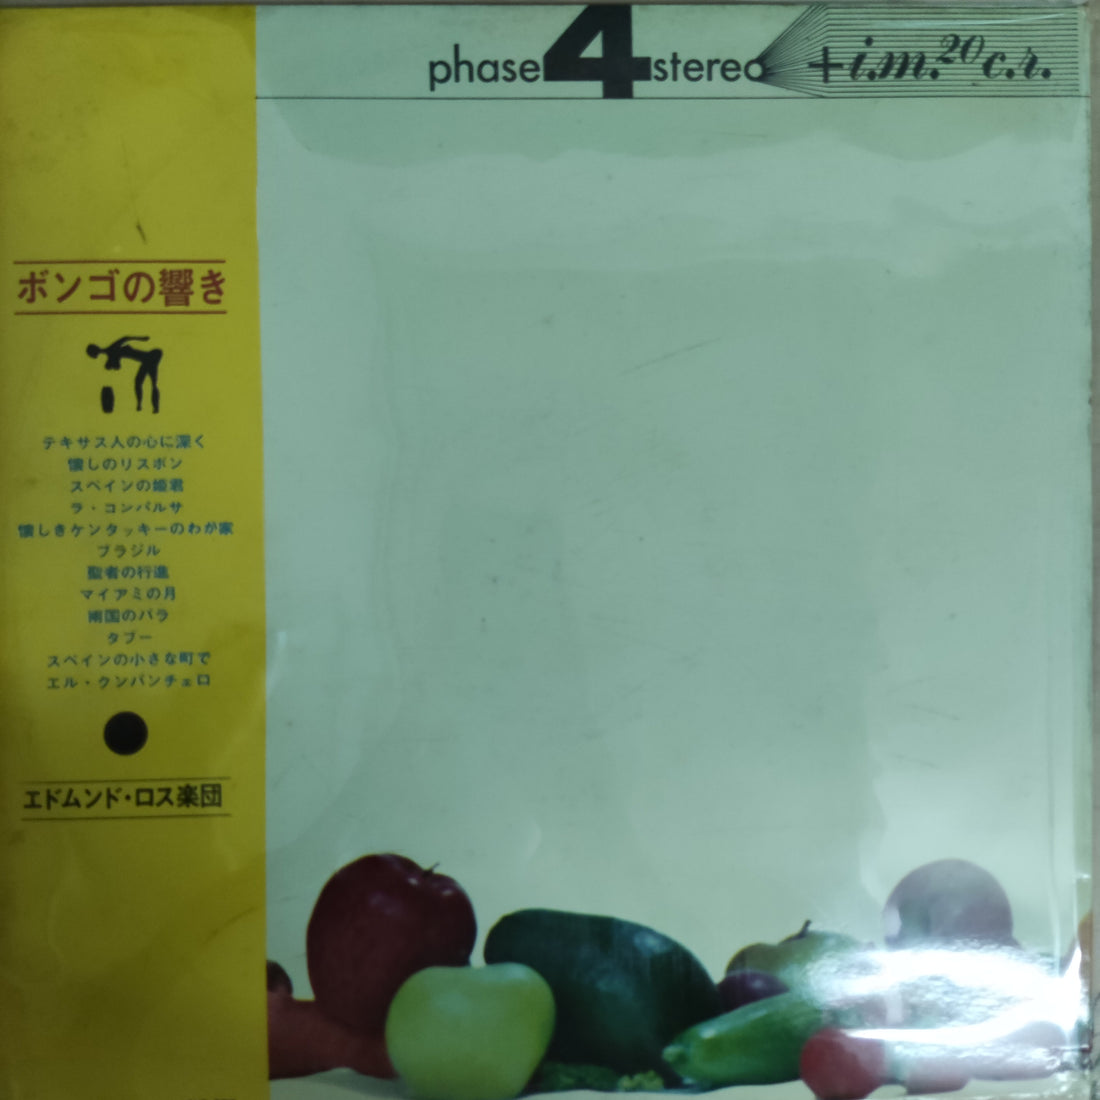 phase 4 stereo +i.m.20 c.r.
ボンゴの響き
テキサス人の心に深く
懐しのリスボン
スペインの姫君
ラ・コンパルサ
懐しきケンタッキーのわが家
ブラジル
聖者の行進
マイアミの月
南国のバラ
タブー
スペインの小さな町で
エル・クンバンチェロ
エドムンド・ロス楽団